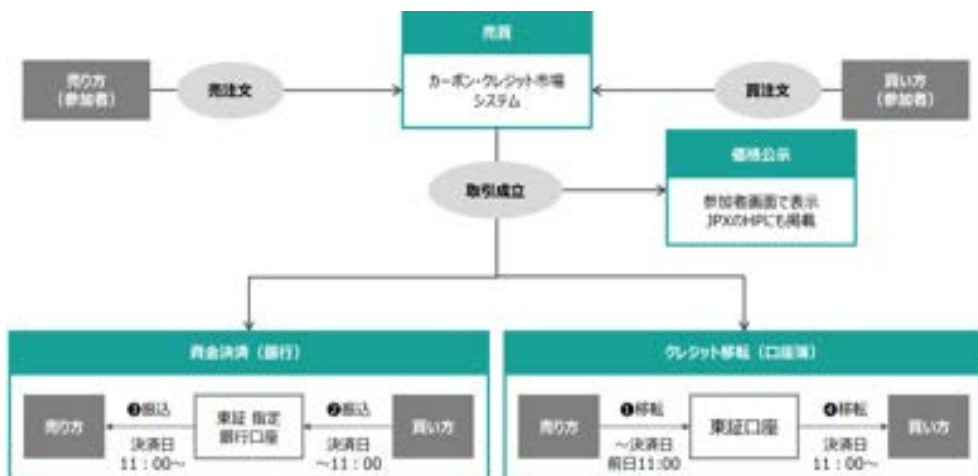 売買
売り方
(参加者)
売注文
カーボン・クレジット市場
システム
買注文
買い方
(参加者)
価格公示
取引成立
参加者画面で表示
JPXのHPにも掲載
資金決済(銀行)
売り方
❸振込
決済日
11:00~
東証 指定
銀行口座
❷振込
決済日
~11:00
買い方
クレジット移転(口座簿)
売り方
❶移転
~決済日
前日11:00
東証口座
❹移転
決済日
11:00~
買い方